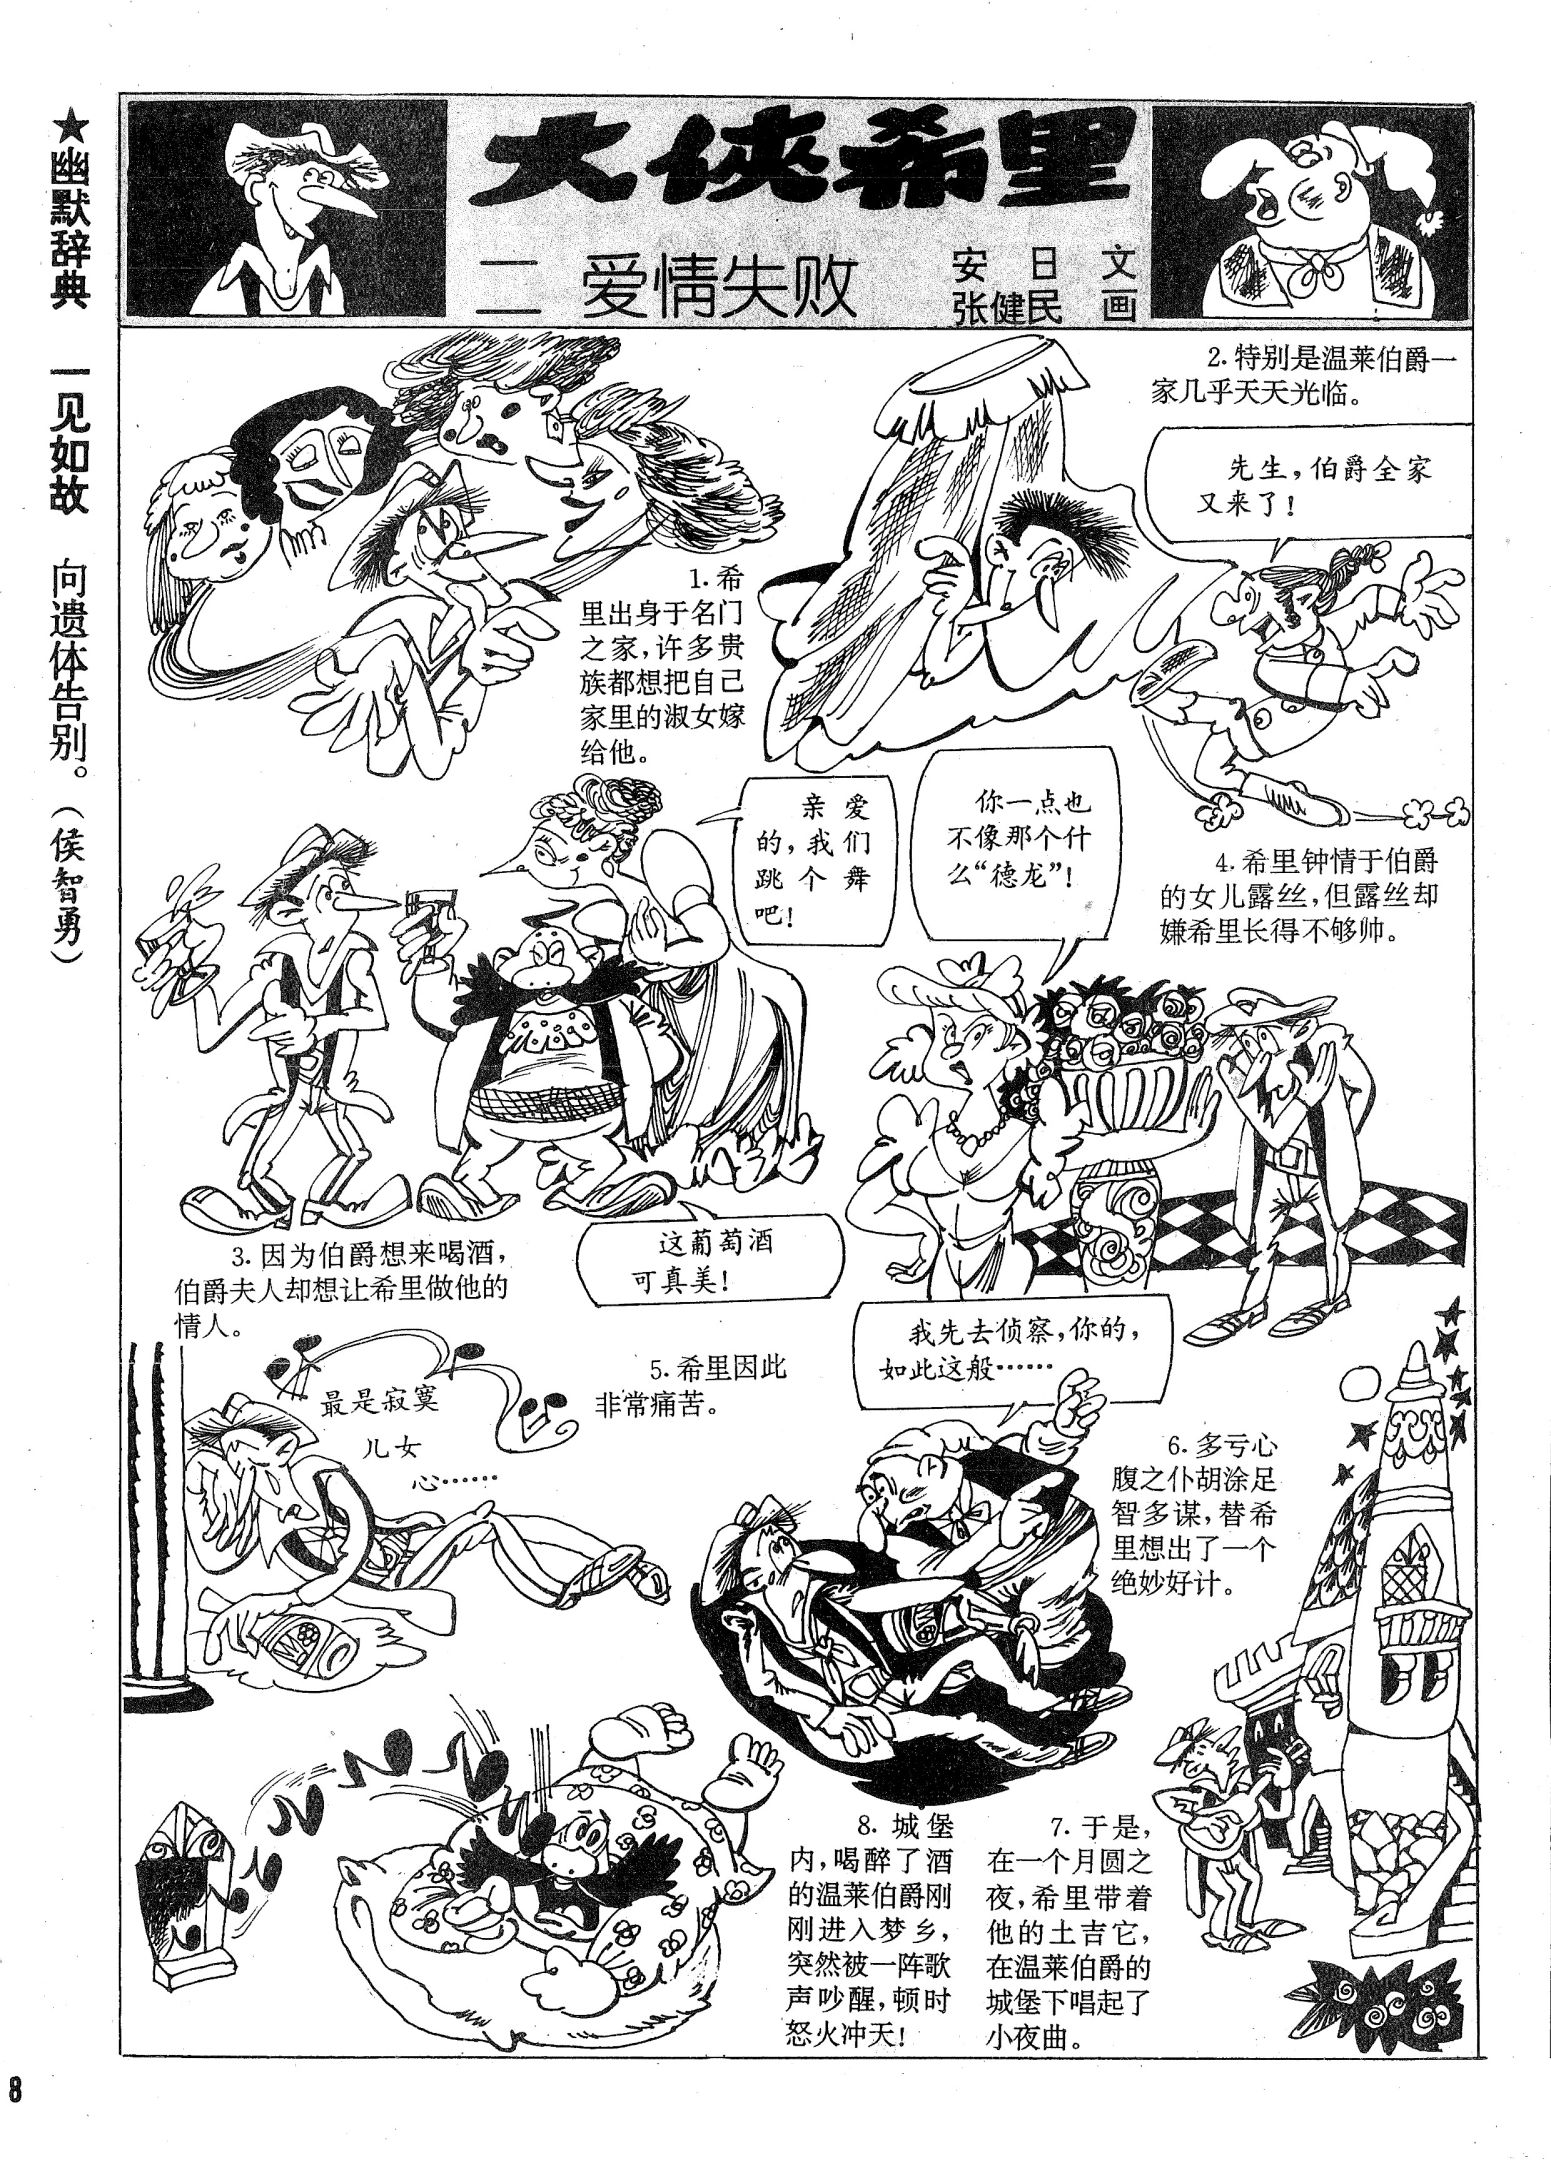 ★幽默辞典 一见如故 向遗体告别。（侯智勇）
大侠希里
二 爱情失败
安日文
张健民画
1. 希
里出身于名门
之家，许多贵
族都想把自己
家里的淑女嫁
给他。
2. 特别是温莱伯爵一
家几乎天天光临。
先生，伯爵全家
又来了！
亲爱
的，我们
跳个舞
吧！
这葡萄酒
可真美！
3. 因为伯爵想来喝酒，
伯爵夫人却想让希里做他的
情人。
你一点也
不像那个什
么“德龙”！
4. 希里钟情于伯爵
的女儿露丝，但露丝却
嫌希里长得不够帅。
最是寂寞
儿女
心……
5. 希里因此
非常痛苦。
我先去侦察，你的，
如此这般……
6. 多亏心
腹之仆胡涂足
智多谋，替希
里想出了一个
绝妙好计。
7. 于是，
在一个月圆之
夜，希里带着
他的土吉它，
在温莱伯爵的
城堡下唱起了
小夜曲。
8. 城堡
内，喝醉了酒
的温莱伯爵刚
刚进入梦乡，
突然被一阵歌
声吵醒，顿时
怒火冲天！
8